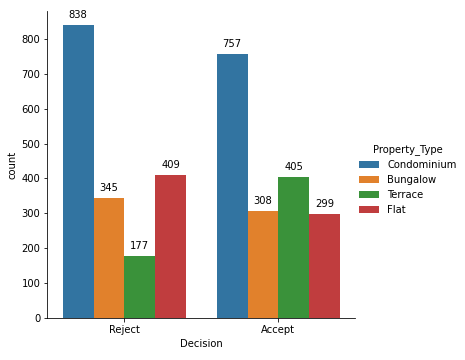 838
757
345
177
409
308
405
299
800
700
600
500
400
300
200
100
0
count
Reject
Accept
Decision
Property_Type
Condominium
Bungalow
Terrace
Flat